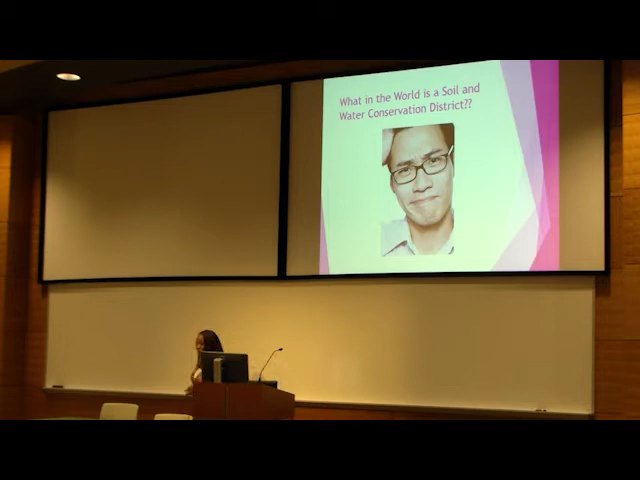 What in the World is a Soil and
Water Conservation District??